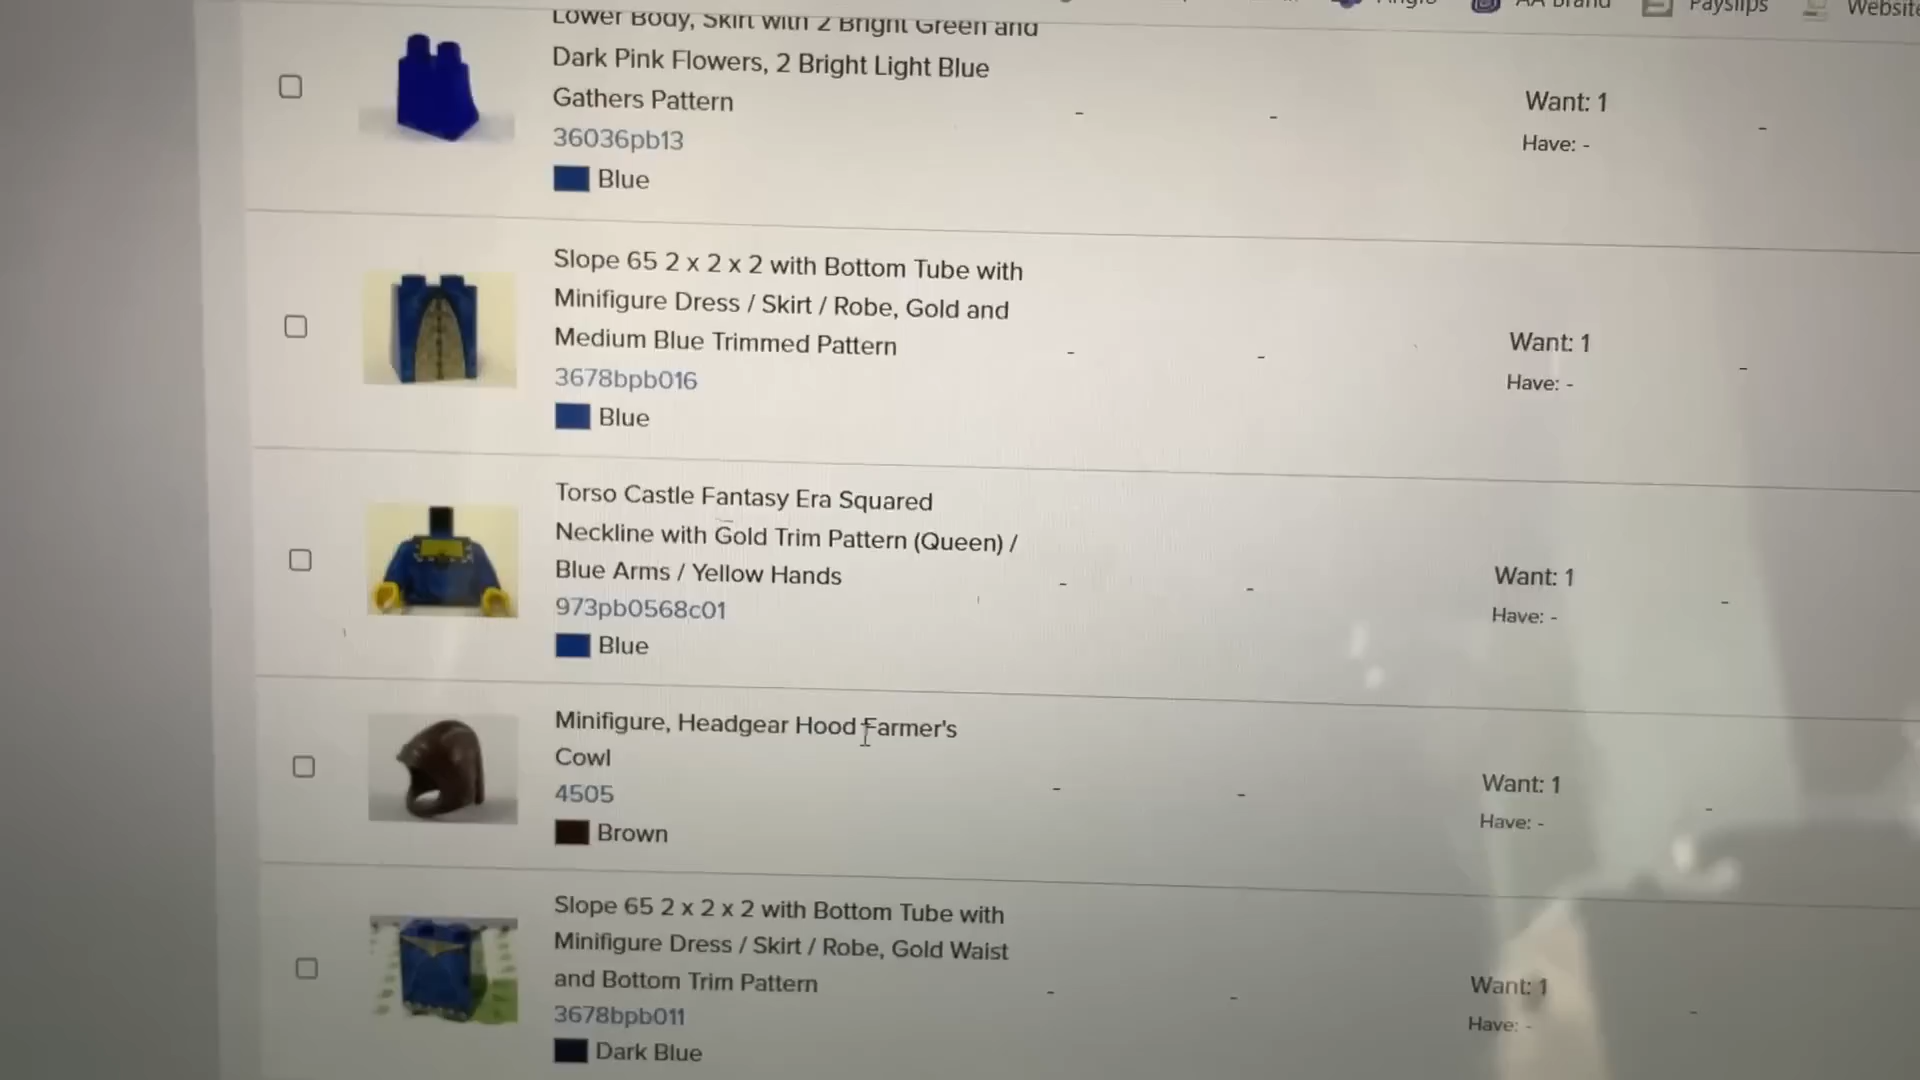 AA Brand
Payslips
Website
Lower Body, Skirt with 2 Bright Green and
Dark Pink Flowers, 2 Bright Light Blue
Gathers Pattern
36036pb13
Blue
-
-
Want: 1
Have: -
-
Slope 65 2 x 2 x 2 with Bottom Tube with
Minifigure Dress / Skirt / Robe, Gold and
Medium Blue Trimmed Pattern
3678bpb016
Blue
-
-
Want: 1
Have: -
-
Torso Castle Fantasy Era Squared
Neckline with Gold Trim Pattern (Queen) /
Blue Arms / Yellow Hands
973pb0568c01
Blue
-
-
Want: 1
Have: -
-
Minifigure, Headgear Hood Farmer's
Cowl
4505
Brown
-
-
Want: 1
Have: -
-
Slope 65 2 x 2 x 2 with Bottom Tube with
Minifigure Dress / Skirt / Robe, Gold Waist
and Bottom Trim Pattern
3678bpb011
Dark Blue
-
-
Want: 1
Have: -
-